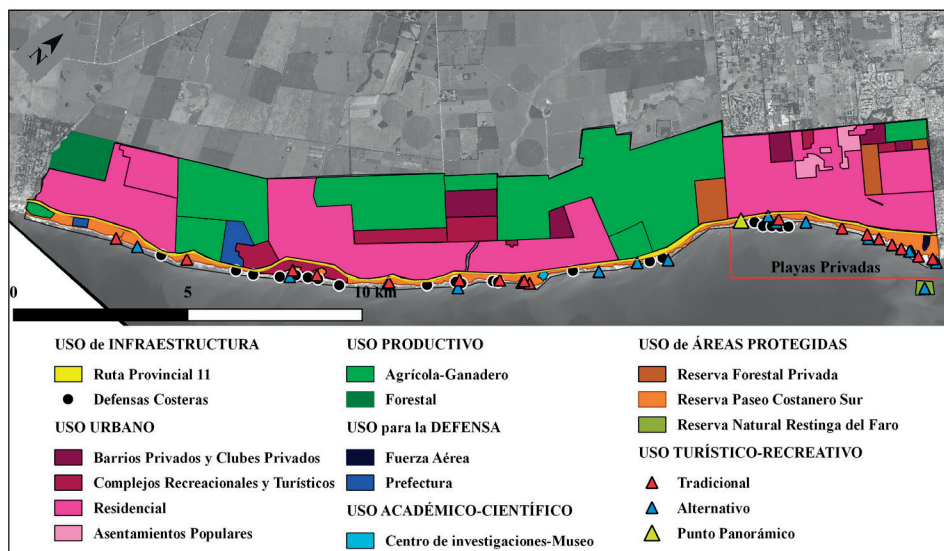 N
Playas Privadas
0
5
10 km
USO de INFRAESTRUCTURA
Ruta Provincial 11
Defensas Costeras
USO URBANO
Barrios Privados y Clubes Privados
Complejos Recreacionales y Turísticos
Residencial
Asentamientos Populares
USO PRODUCTIVO
Agrícola-Ganadero
Forestal
USO para la DEFENSA
Fuerza Aérea
Prefectura
USO ACADÉMICO-CIENTÍFICO
Centro de investigaciones-Museo
USO de ÁREAS PROTEGIDAS
Reserva Forestal Privada
Reserva Paseo Costanero Sur
Reserva Natural Restinga del Faro
USO TURÍSTICO-RECREATIVO
Tradicional
Alternativo
Punto Panorámico